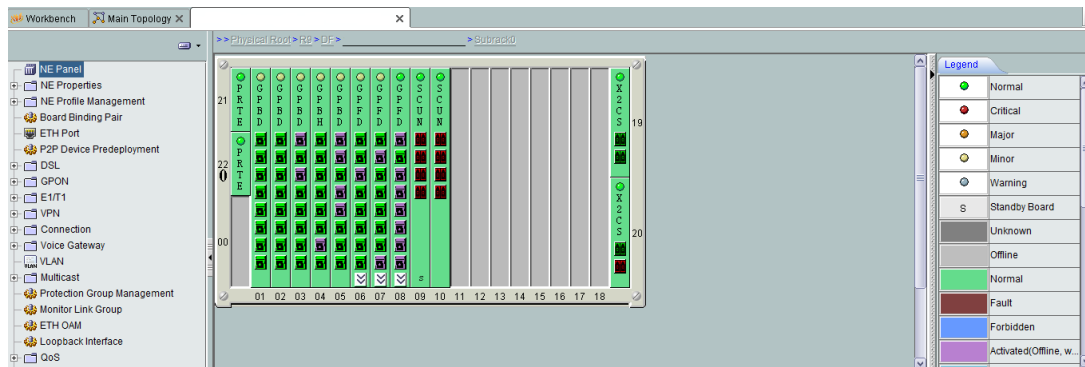 Workbench
Main Topology
>>Physical Root>R9>DF> >Subrack0
NE Panel
NE Properties
NE Profile Management
Board Binding Pair
ETH Port
P2P Device Predeployment
DSL
GPON
E1/T1
VPN
Connection
Voice Gateway
VLAN
Multicast
Protection Group Management
Monitor Link Group
ETH OAM
Loopback Interface
QoS
21
22
0
00
PRTE
PRTE
GPBD
GPBD
GPBD
GPBH
GPBD
GPFD
GPFD
GPFD
SCUN
SCUN
S
X2CS
X2CS
19
20
01 02 03 04 05 06 07 08 09 10 11 12 13 14 15 16 17 18
Legend
Normal
Critical
Major
Minor
Warning
S Standby Board
Unknown
Offline
Normal
Fault
Forbidden
Activated(Offline, w...